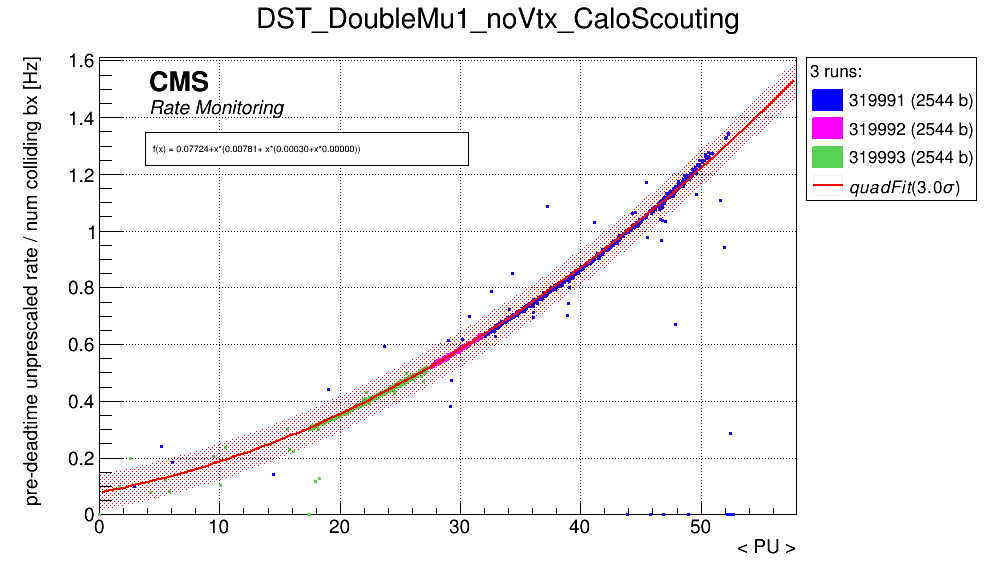 DST_DoubleMu1_noVtx_CaloScouting
pre-deadtime unprescaled rate / num colliding bx [Hz]
1.6
1.4
1.2
1
0.8
0.6
0.4
0.2
0
CMS
Rate Monitoring
f(x) = 0.07724+x*(0.00781+ x*(0.00030+x*0.00000))
3 runs:
319991 (2544 b)
319992 (2544 b)
319993 (2544 b)
quadFit(3.0σ)
0 10 20 30 40 50
< PU >